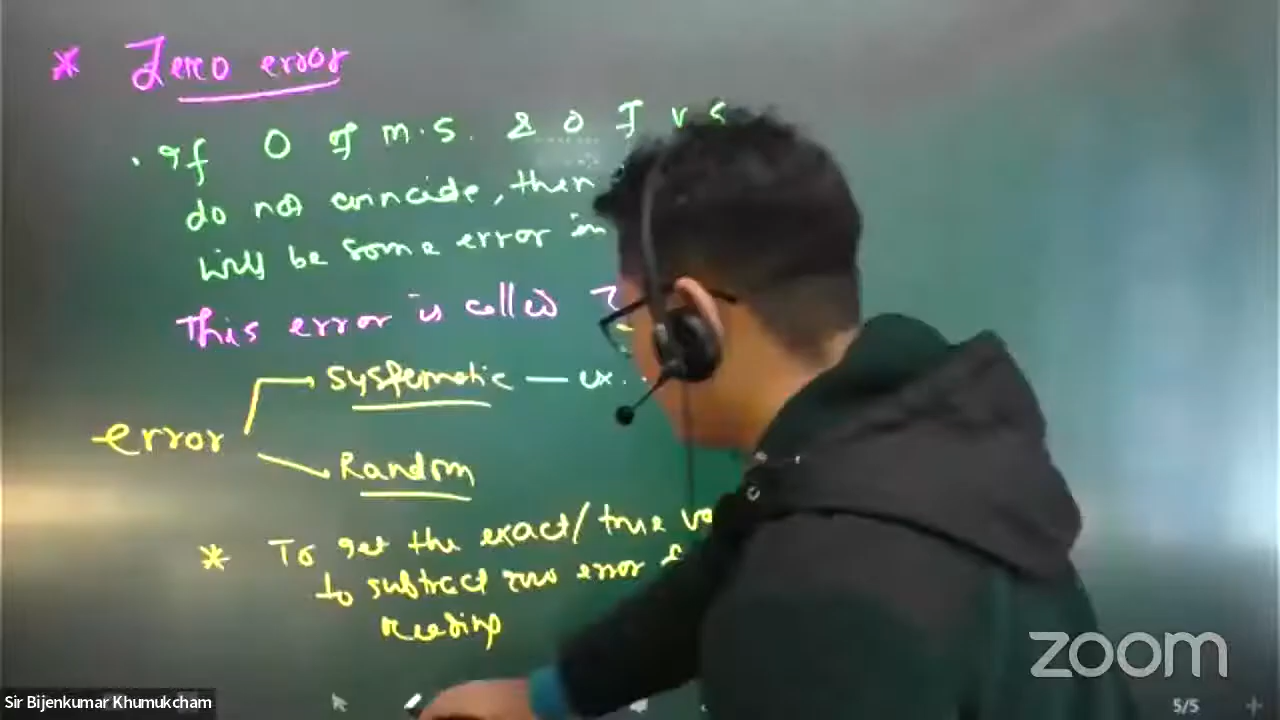 * Zero error
. If 0 of m.s. & 0 of v s
do not coincide, then
will be some error in
This error is called Z
error
Systematic — ex.
Random
* To get the exact/true va
to subtract zero error f
reading
Sir Bijenkumar Khumukcham
zoom
5/5